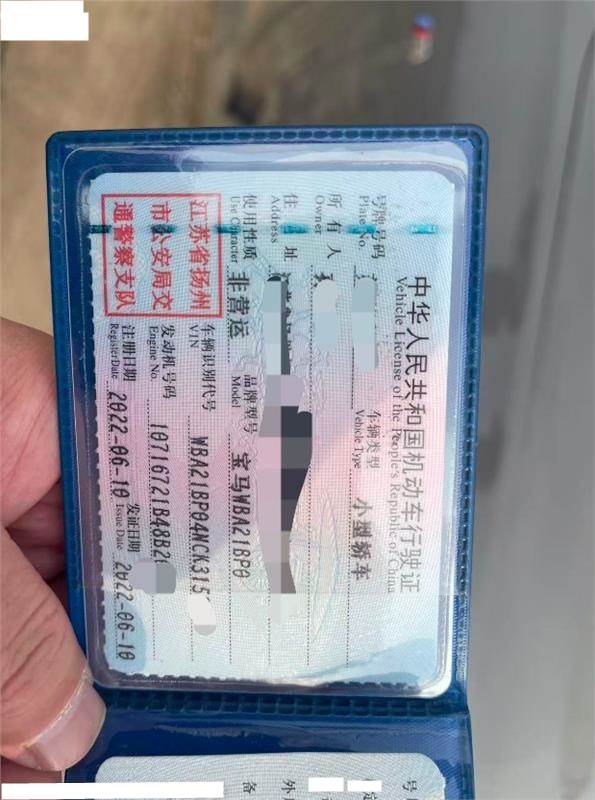 中华人民共和国机动车行驶证
Vehicle License of the People's Republic of China
号牌号码
Plate No.
车辆类型
Vehicle Type
小型轿车
所有人
Owner
住址
Address
使用性质
Use Character
非营运
品牌型号
Model
宝马WBA21BP0
江苏省扬州
市公安局交
通警察支队
车辆识别代号
VIN
WBA21BP04NCK315
发动机号码
Engine No.
10716721B48B2
注册日期
Register Date
2022-06-10
发证日期
Issue Date
2022-06-10
号
备